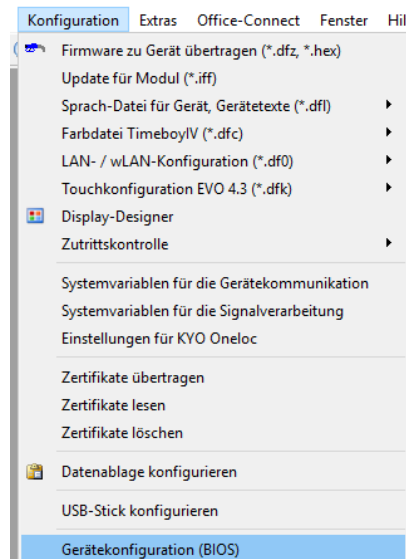 Konfiguration Extras Office-Connect Fenster Hil
Firmware zu Gerät übertragen (*.dfz, *.hex)
Update für Modul (*.iff)
Sprach-Datei für Gerät, Gerätetexte (*.dfl)
Farbdatei TimeboyIV (*.dfc)
LAN- / wLAN-Konfiguration (*.df0)
Touchkonfiguration EVO 4.3 (*.dfk)
Display-Designer
Zutrittskontrolle
Systemvariablen für die Gerätekommunikation
Systemvariablen für die Signalverarbeitung
Einstellungen für KYO Oneloc
Zertifikate übertragen
Zertifikate lesen
Zertifikate löschen
Datenablage konfigurieren
USB-Stick konfigurieren
Gerätekonfiguration (BIOS)